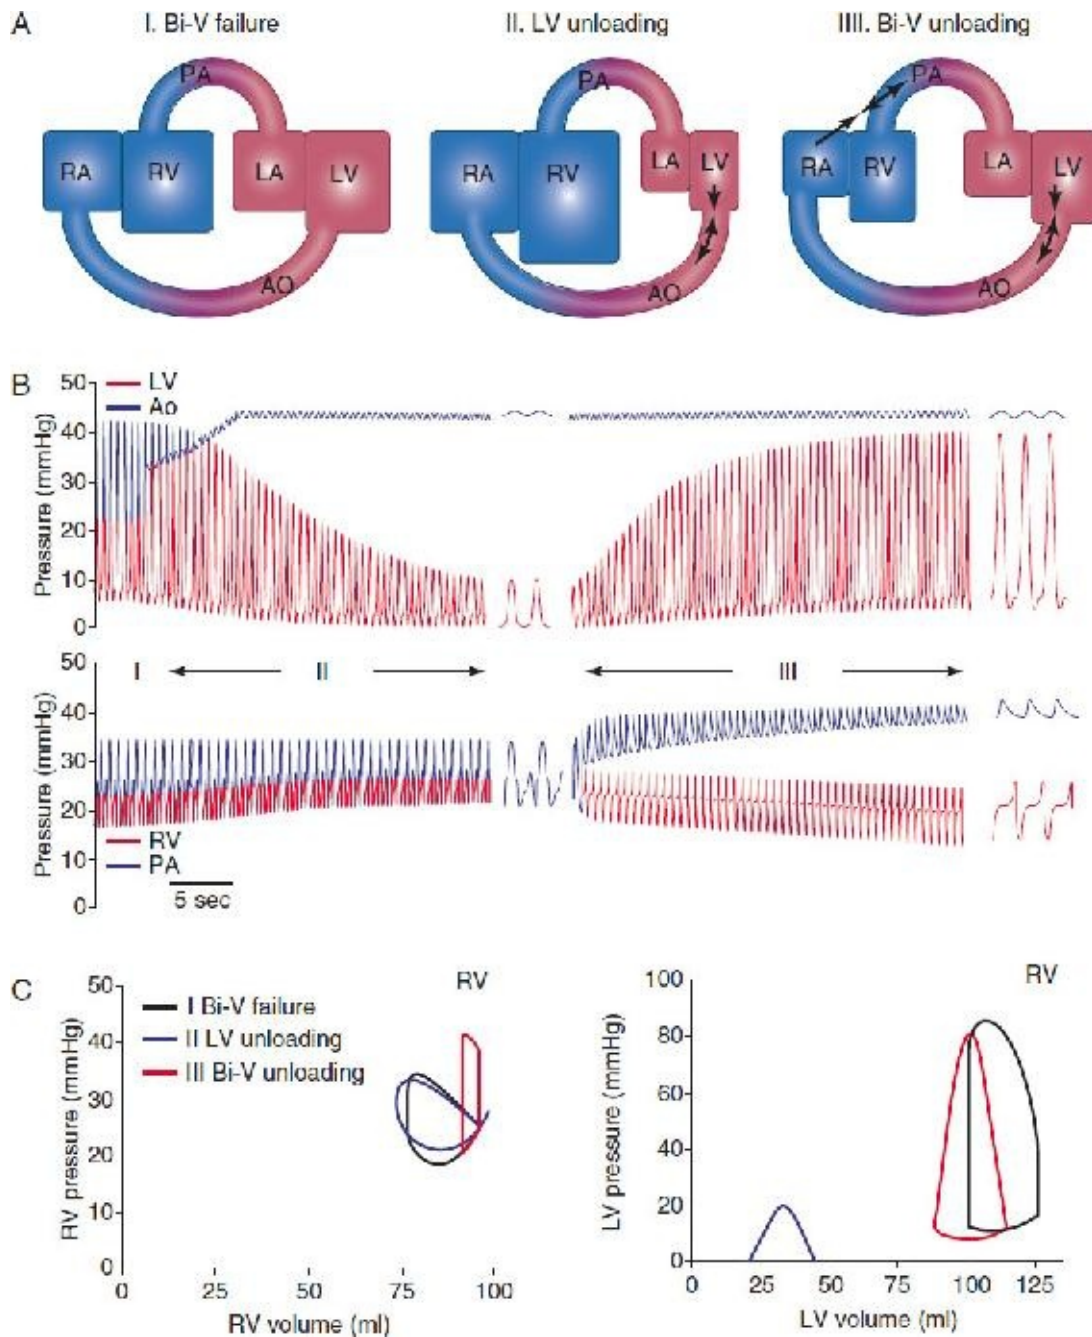 A
I. Bi-V failure
II. LV unloading
IIII. Bi-V unloading
PA
RA
RV
LA
LV
AO
PA
RA
RV
LA
LV
AO
PA
RA
RV
LA
LV
AO
B
50
40
30
20
10
0
Pressure (mmHg)
LV
Ao
I
II
III
50
40
30
20
10
0
Pressure (mmHg)
RV
PA
5 sec
C
50
40
30
20
10
0
RV pressure (mmHg)
RV
I Bi-V failure
II LV unloading
III Bi-V unloading
0
25
50
75
100
RV volume (ml)
100
80
60
40
20
0
LV pressure (mmHg)
RV
0
25
50
75
100
125
LV volume (ml)